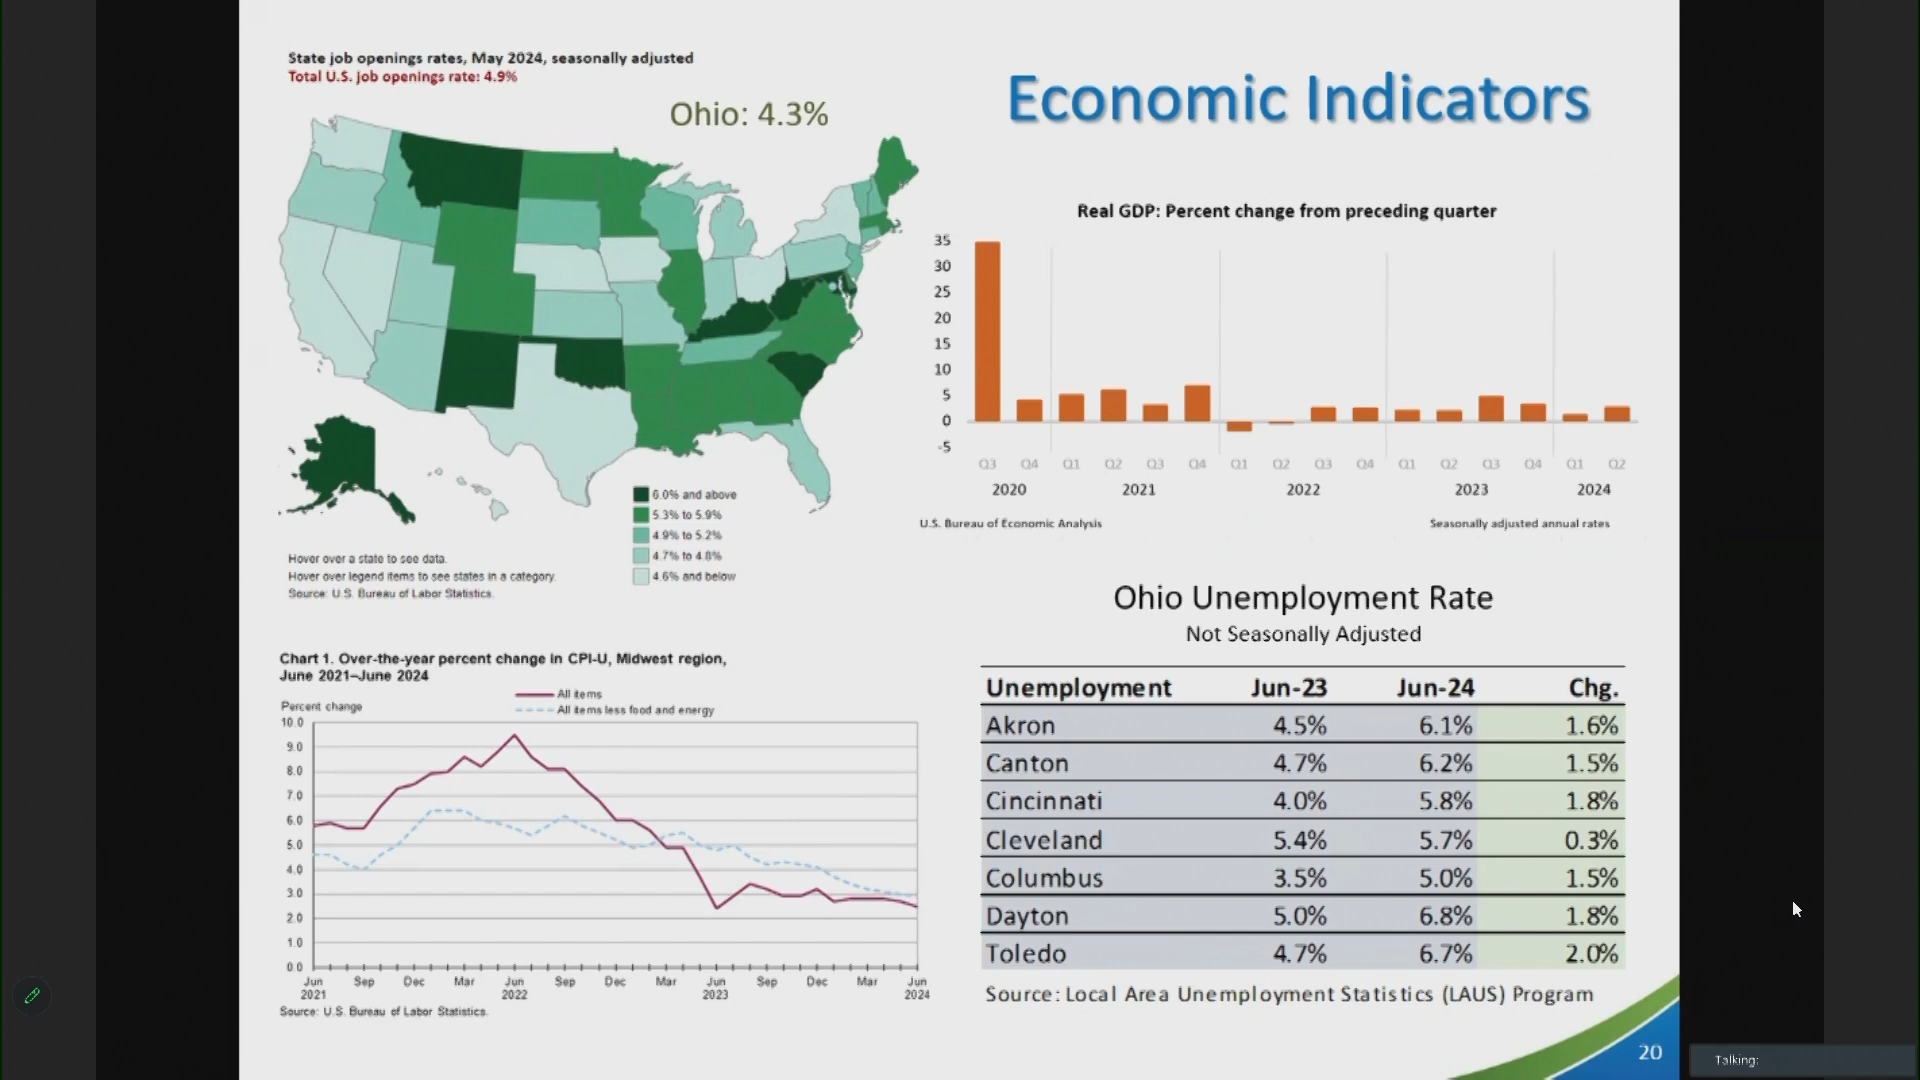 State job openings rates, May 2024, seasonally adjusted
Total U.S. job openings rate: 4.9%
Ohio: 4.3%
6.0% and above
5.3% to 5.9%
4.9% to 5.2%
4.7% to 4.8%
4.6% and below
Hover over a state to see data.
Hover over legend items to see states in a category.
Source: U.S. Bureau of Labor Statistics.
Economic Indicators
Real GDP: Percent change from preceding quarter
35
30
25
20
15
10
5
0
-5
Q3 Q4 Q1 Q2 Q3 Q4 Q1 Q2 Q3 Q4 Q1 Q2 Q3 Q4 Q1 Q2
2020 2021 2022 2023 2024
U.S. Bureau of Economic Analysis Seasonally adjusted annual rates
Chart 1. Over-the-year percent change in CPI-U, Midwest region,
June 2021–June 2024
All items
All items less food and energy
Percent change
10.0
9.0
8.0
7.0
6.0
5.0
4.0
3.0
2.0
1.0
0.0
Jun Sep Dec Mar Jun Sep Dec Mar Jun Sep Dec Mar Jun
2021 2022 2023 2024
Source: U.S. Bureau of Labor Statistics.
Ohio Unemployment Rate
Not Seasonally Adjusted
Unemployment Jun-23 Jun-24 Chg.
Akron 4.5% 6.1% 1.6%
Canton 4.7% 6.2% 1.5%
Cincinnati 4.0% 5.8% 1.8%
Cleveland 5.4% 5.7% 0.3%
Columbus 3.5% 5.0% 1.5%
Dayton 5.0% 6.8% 1.8%
Toledo 4.7% 6.7% 2.0%
Source: Local Area Unemployment Statistics (LAUS) Program
20
Talking: